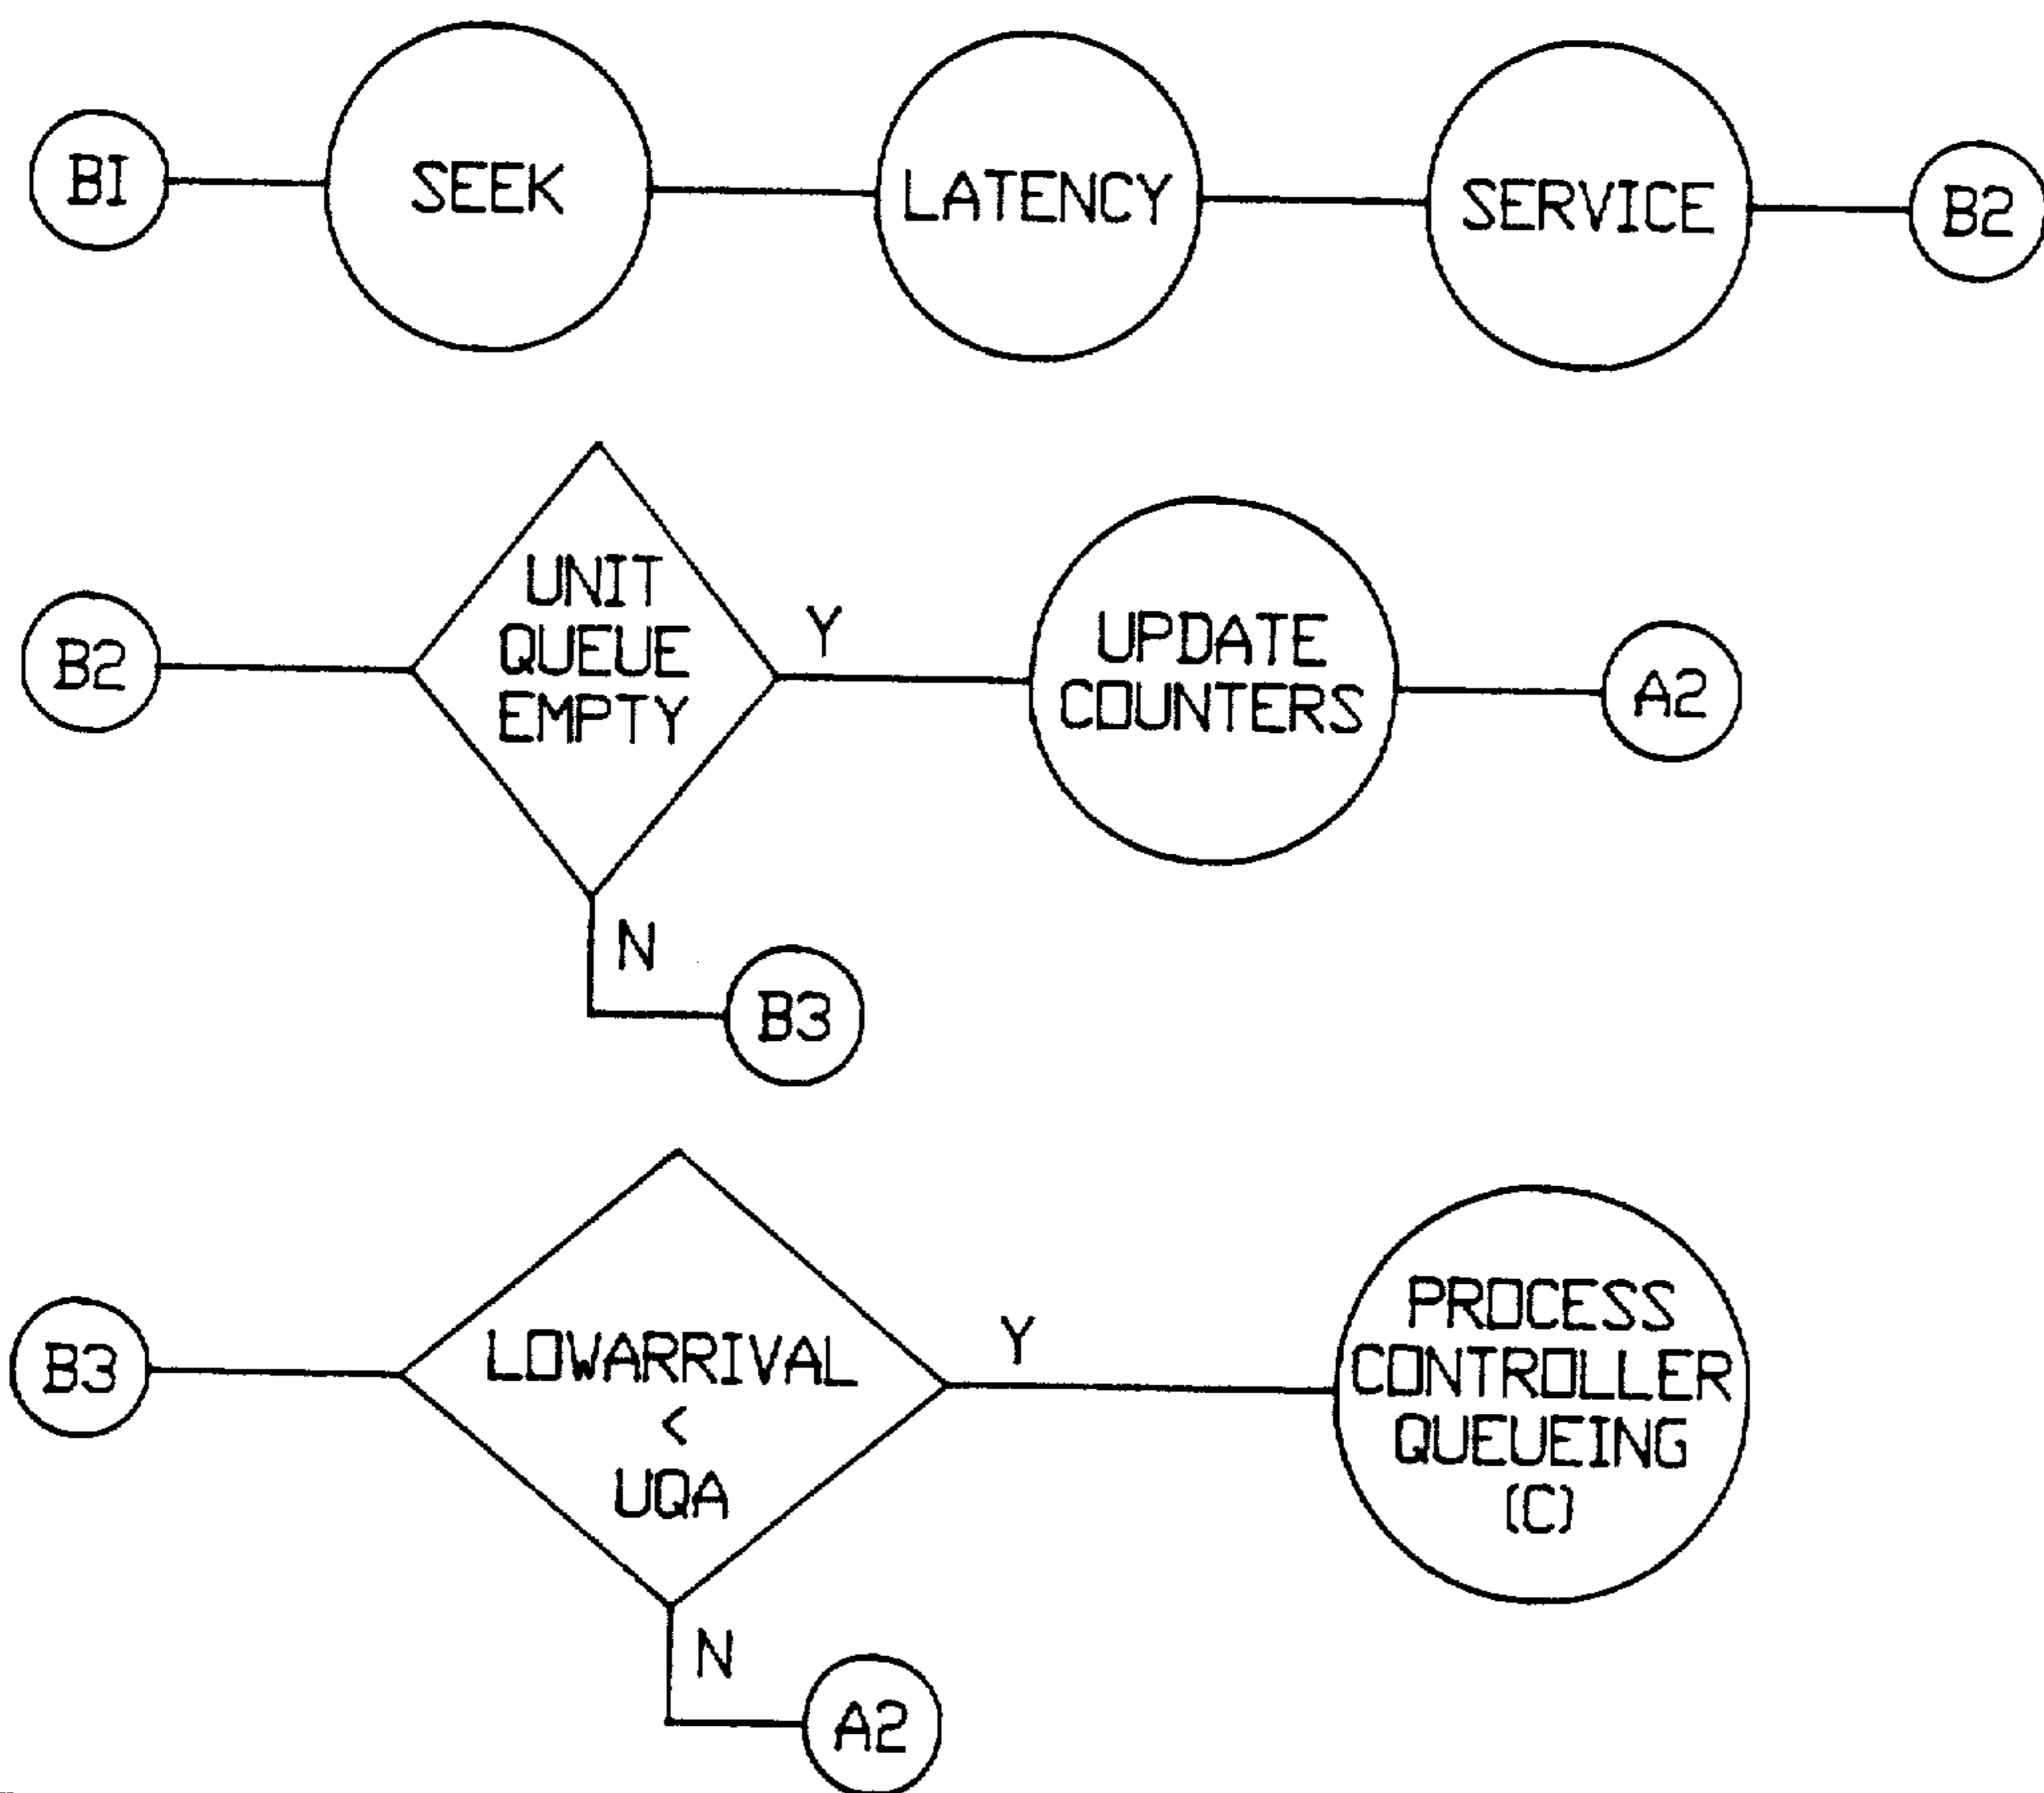 BI
SEEK
LATENCY
SERVICE
B2
B2
UNIT
QUEUE
EMPTY
Y
UPDATE
COUNTERS
A2
N
B3
B3
LOWARRIVAL
<
UQA
Y
PROCESS
CONTROLLER
QUEUEING
(C)
N
A2